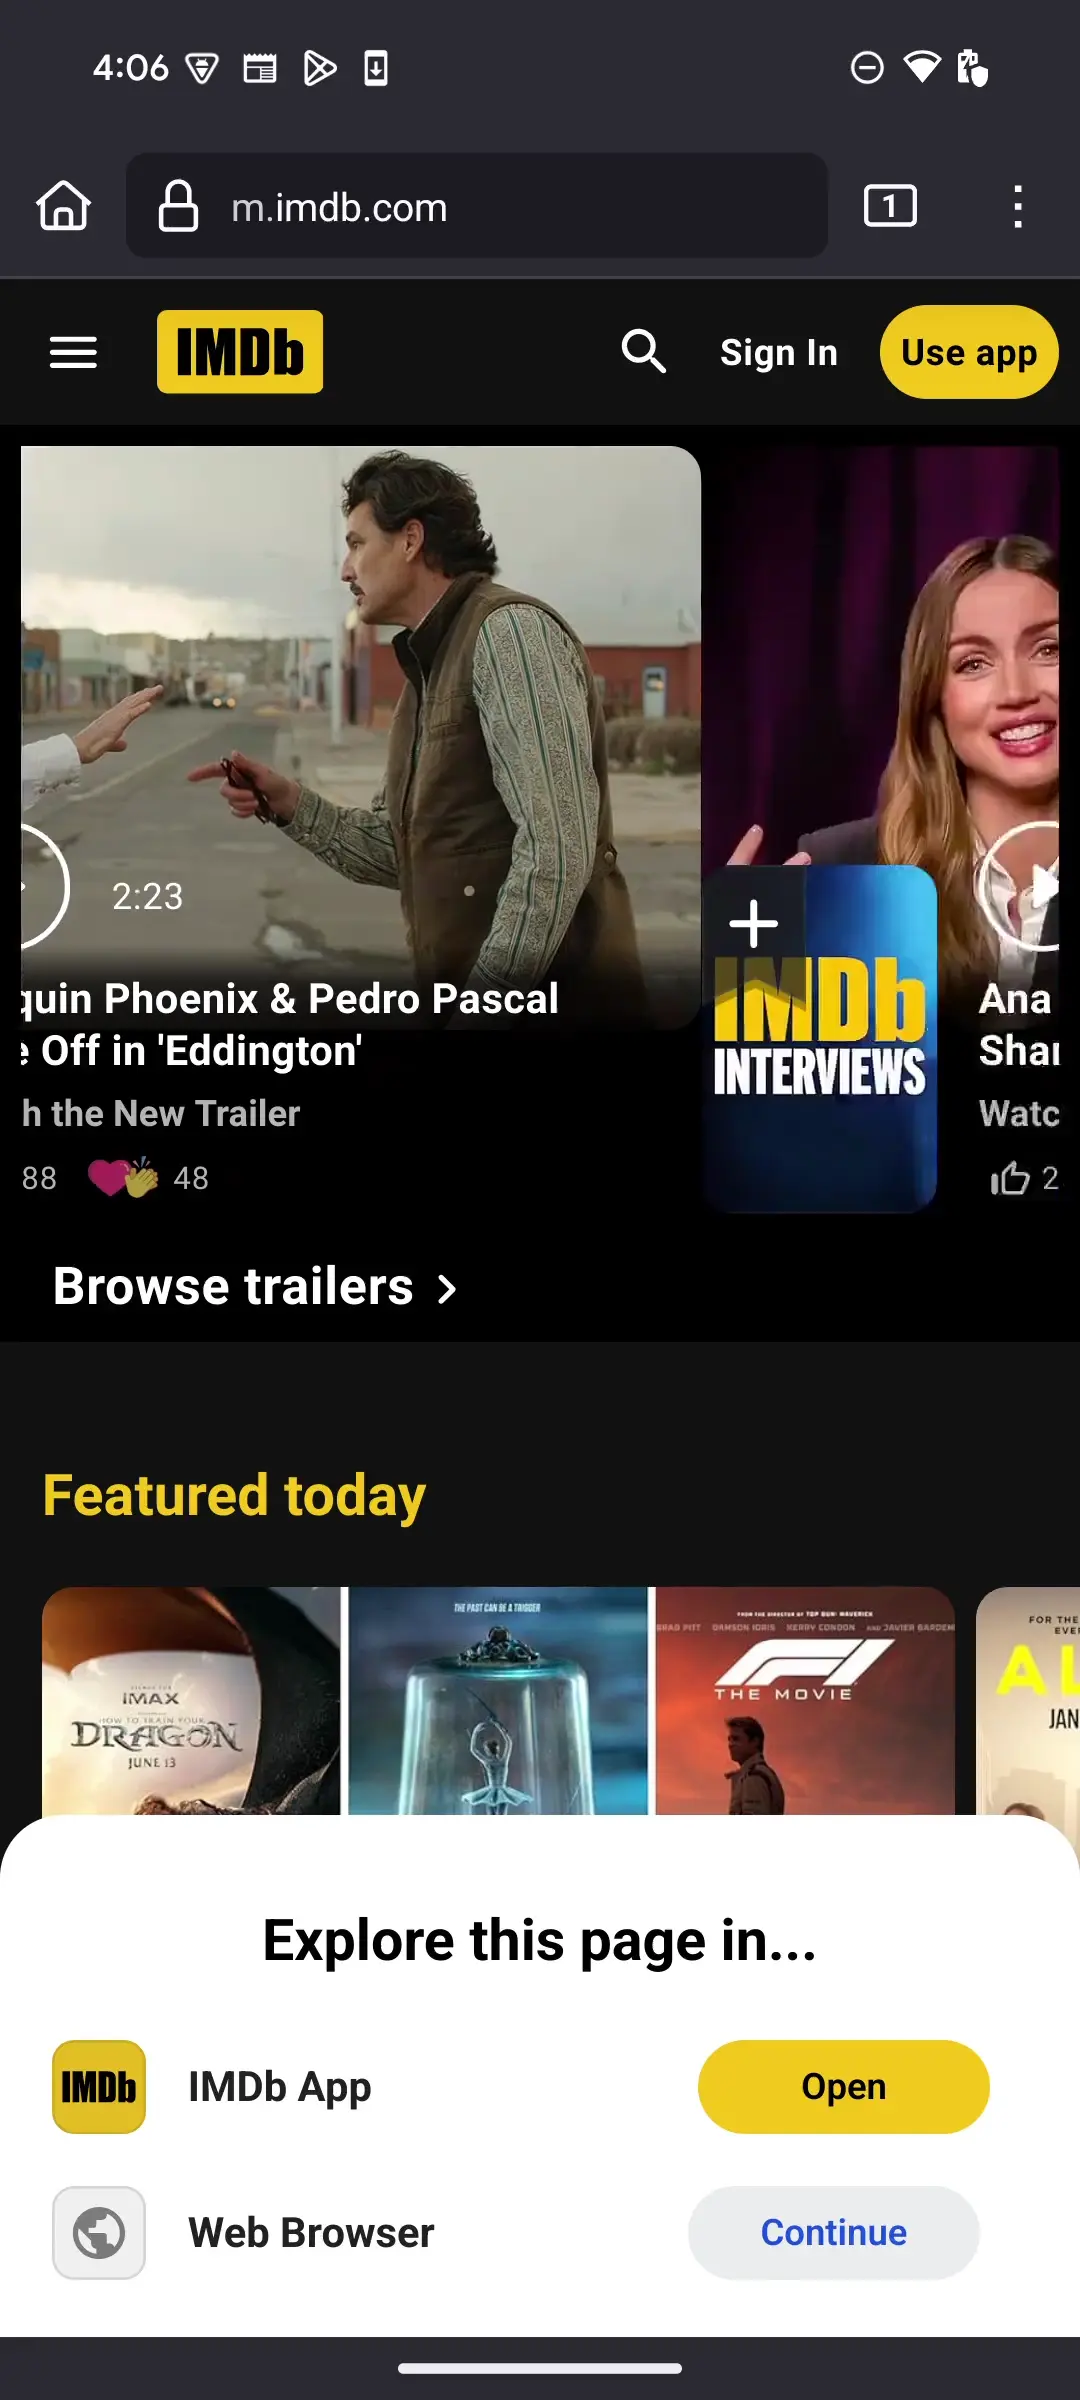 4:06
m.imdb.com
1
IMDb
Sign In
Use app
2:23
quin Phoenix & Pedro Pascal
e Off in 'Eddington'
h the New Trailer
88
48
IMDb
INTERVIEWS
Ana
Shar
Watc
2
Browse trailers
Featured today
IMAX
HOW TO TRAIN YOUR
DRAGON
JUNE 13
THE PAST CAN BE A TRIGGER
FROM THE DIRECTOR OF TOP GUN: MAVERICK
BRAD PITT DAMSON IDRIS KERRY CONDON AND JAVIER BARDEM
F1
THE MOVIE
FOR THE
EVER
AL
JAN
Explore this page in...
IMDb
IMDb App
Open
Web Browser
Continue